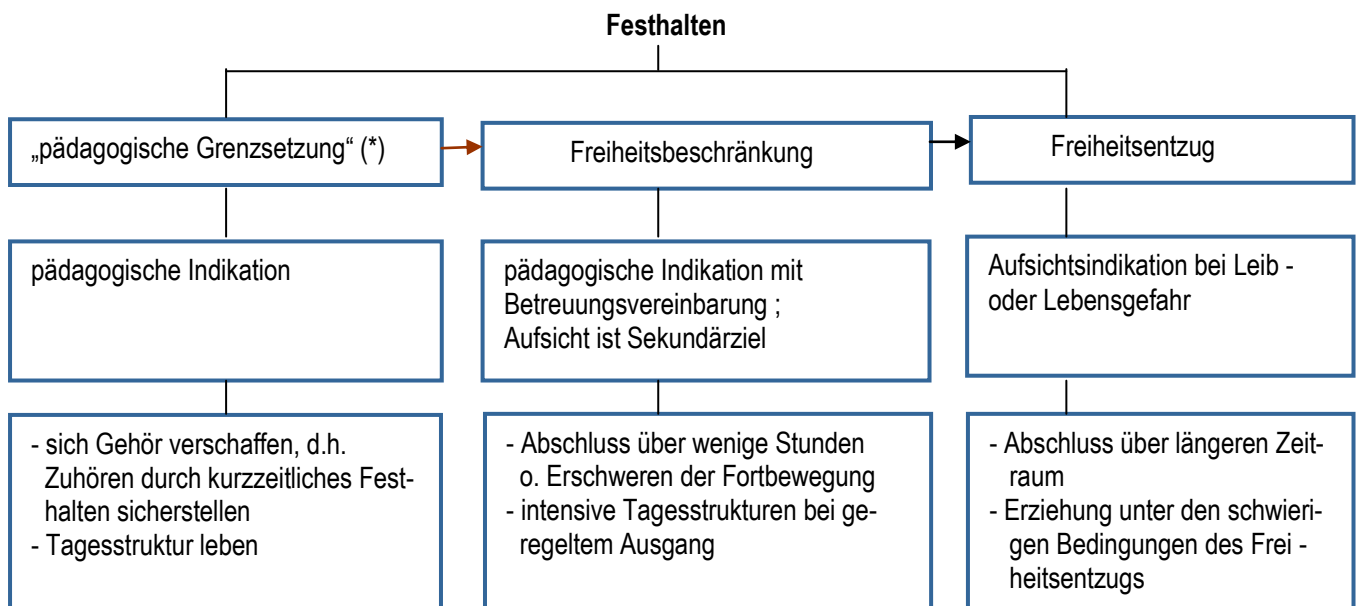 Festhalten
„pädagogische Grenzsetzung“ (*)
Freiheitsbeschränkung
Freiheitsentzug
pädagogische Indikation
pädagogische Indikation mit
Betreuungsvereinbarung ;
Aufsicht ist Sekundärziel
Aufsichtsindikation bei Leib -
oder Lebensgefahr
- sich Gehör verschaffen, d.h.
Zuhören durch kurzzeitliches Fest-
halten sicherstellen
- Tagesstruktur leben
- Abschluss über wenige Stunden
o. Erschweren der Fortbewegung
- intensive Tagesstrukturen bei ge-
regeltem Ausgang
- Abschluss über längeren Zeit-
raum
- Erziehung unter den schwieri-
gen Bedingungen des Frei -
heitsentzugs